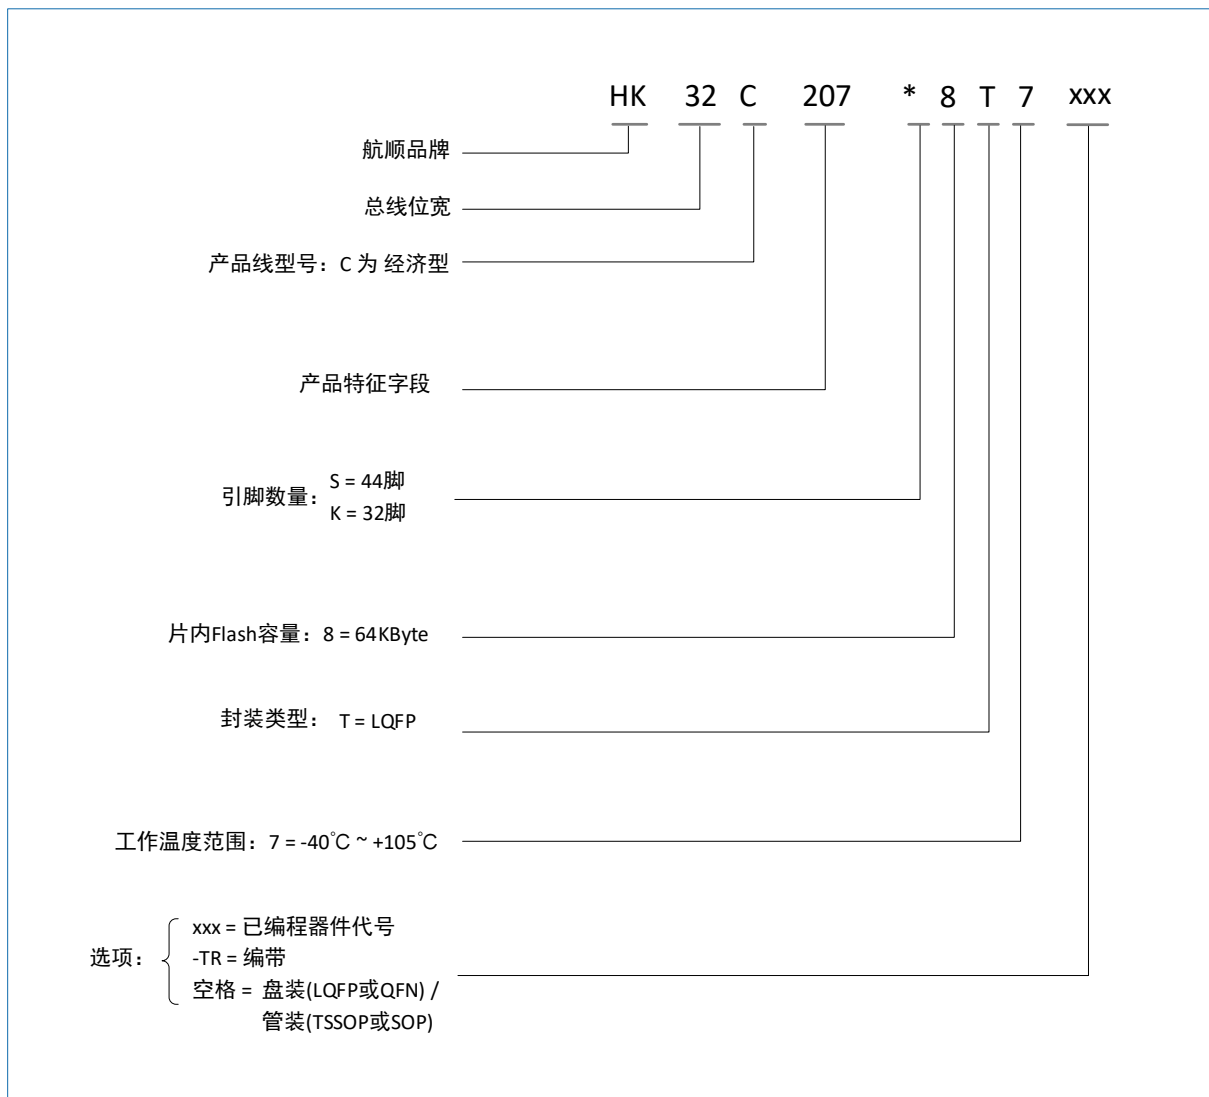 HK 32 C 207 * 8 T 7 xxx
航顺品牌
总线位宽
产品线型号：C 为 经济型
产品特征字段
引脚数量：
S = 44脚
K = 32脚
片内Flash容量：8 = 64KByte
封装类型： T = LQFP
工作温度范围：7 = -40℃ ~ +105℃
选项：
xxx = 已编程器件代号
-TR = 编带
空格 = 盘装(LQFP或QFN) /
管装(TSSOP或SOP)